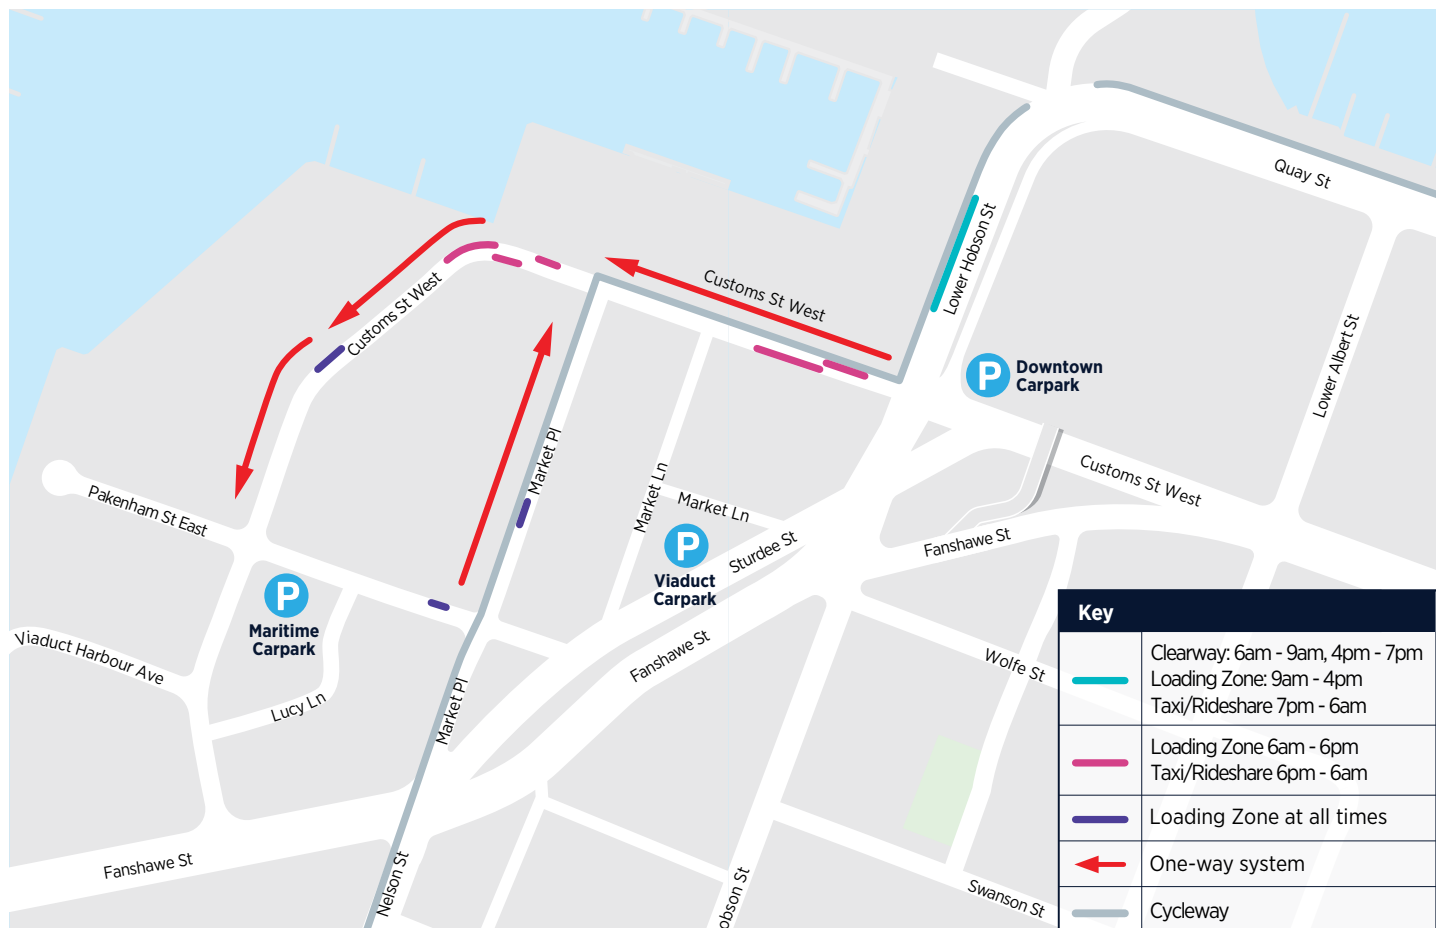 Quay St
Lower Hobson St
Customs St West
Customs St West
Lower Albert St
P
Downtown
Carpark
Customs St West
Market Pl
Market Ln
Market Ln
Pakenham St East
P
Viaduct
Carpark
Sturdee St
Fanshawe St
P
Maritime
Carpark
Viaduct Harbour Ave
Lucy Ln
Market Pl
Fanshawe St
Wolfe St
Fanshawe St
Nelson St
obson St
Swanson St
Key
Clearway: 6am - 9am, 4pm - 7pm
Loading Zone: 9am - 4pm
Taxi/Rideshare 7pm - 6am
Loading Zone 6am - 6pm
Taxi/Rideshare 6pm - 6am
Loading Zone at all times
One-way system
Cycleway